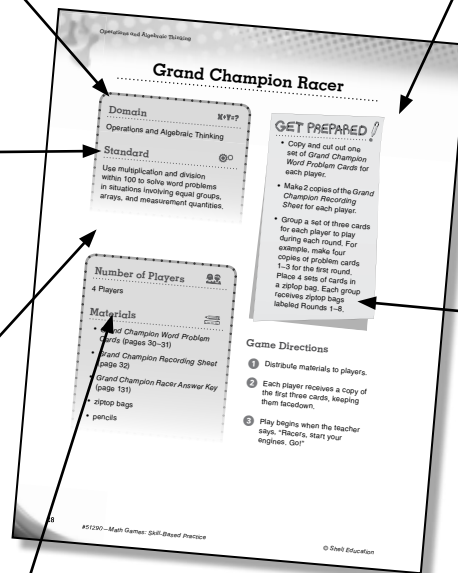 Operations and Algebraic Thinking
Grand Champion Racer
Domain
X+Y=?
Operations and Algebraic Thinking
Standard
Use multiplication and division
within 100 to solve word problems
in situations involving equal groups,
arrays, and measurement quantities.
GET PREPARED
• Copy and cut out one
set of Grand Champion
Word Problem Cards for
each player.
• Make 2 copies of the Grand
Champion Recording
Sheet for each player.
• Group a set of three cards
for each player to play
during each round. For
example, make four
copies of problem cards
1–3 for the first round.
Place 4 sets of cards in
a ziptop bag. Each group
receives ziptop bags
labeled Rounds 1–8.
Number of Players
4 Players
Materials
• Grand Champion Word Problem
Cards (pages 30–31)
• Grand Champion Recording Sheet
(page 32)
• Grand Champion Racer Answer Key
(page 131)
• ziptop bags
• pencils
Game Directions
1 Distribute materials to players.
2 Each player receives a copy of
the first three cards, keeping
them facedown.
3 Play begins when the teacher
says, "Racers, start your
engines. Go!"
#51290—Math Games: Skill-Based Practice
© Shell Education